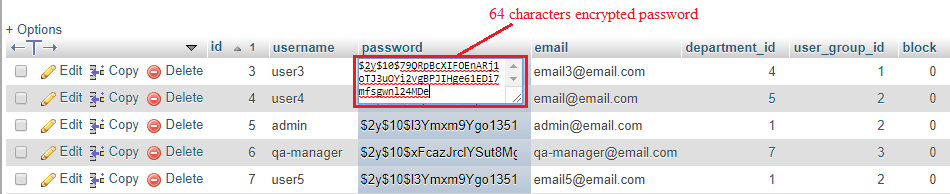 64 characters encrypted password
+ Options
id 1 username password email department_id user_group_id block
Edit Copy Delete 3 user3 $2y$10$79QRpBcXIFOEnARj1 email3@email.com 4 1 0
oTJ3uOYi2vgBPJIHge61EDi7
Edit Copy Delete 4 user4 mfsgwnl24MDe email@email.com 5 2 0
Edit Copy Delete 5 admin $2y$10$l3Ymxm9Ygo1351 admin@email.com 1 2 0
Edit Copy Delete 6 qa-manager $2y$10$xFcazJrclYSut8Mg qa-manager@email.com 7 3 0
Edit Copy Delete 7 user5 $2y$10$l3Ymxm9Ygo1351 email5@email.com 1 2 0